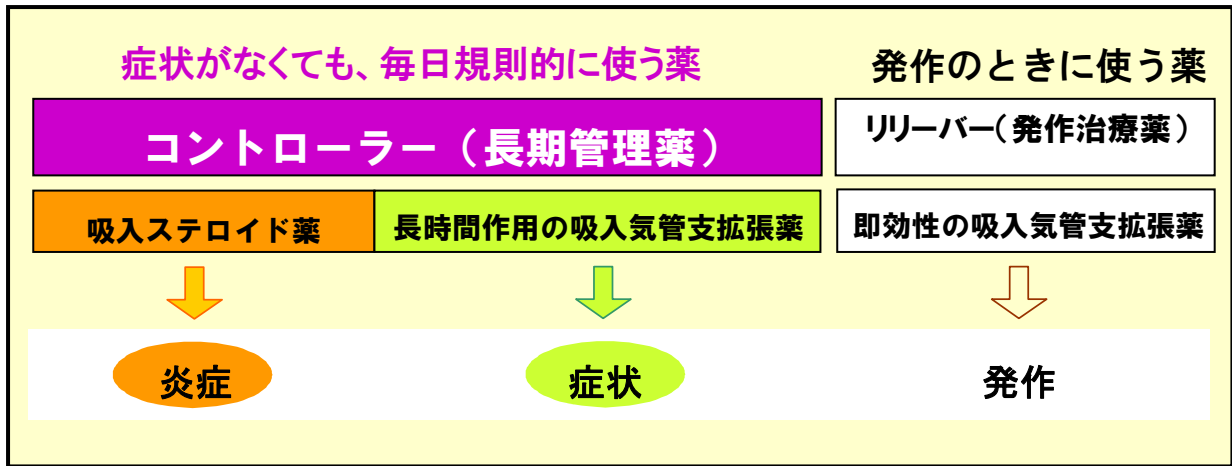 症状がなくても、毎日規則的に使う薬
発作のときに使う薬
コントローラー（長期管理薬）
リリーバー（発作治療薬）
吸入ステロイド薬
長時間作用の吸入気管支拡張薬
即効性の吸入気管支拡張薬
炎症
症状
発作